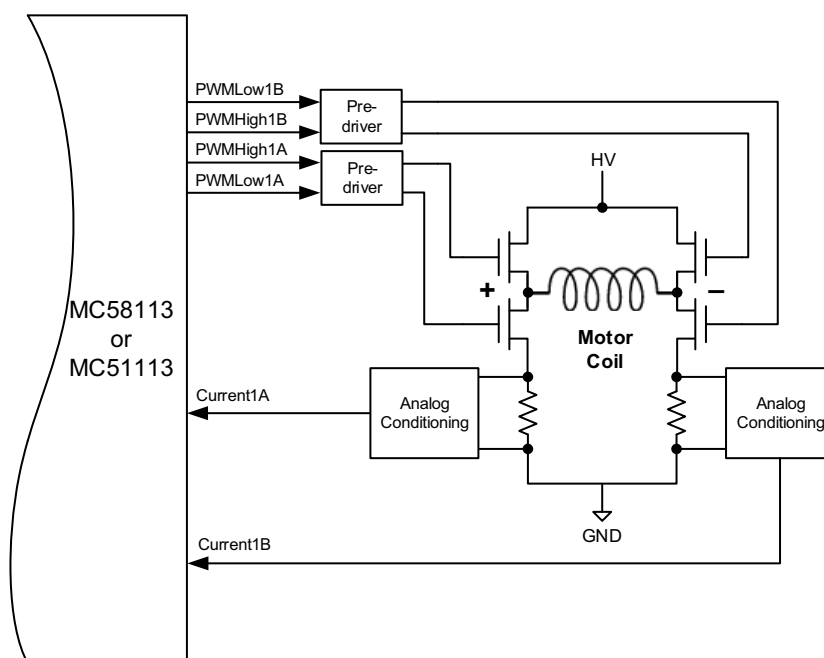 PWMLow1B
PWMHigh1B
PWMHigh1A
PWMLow1A
Pre-
driver
Pre-
driver
HV
MC58113
or
MC51113
+
–
Motor
Coil
Current1A
Analog
Conditioning
Analog
Conditioning
GND
Current1B